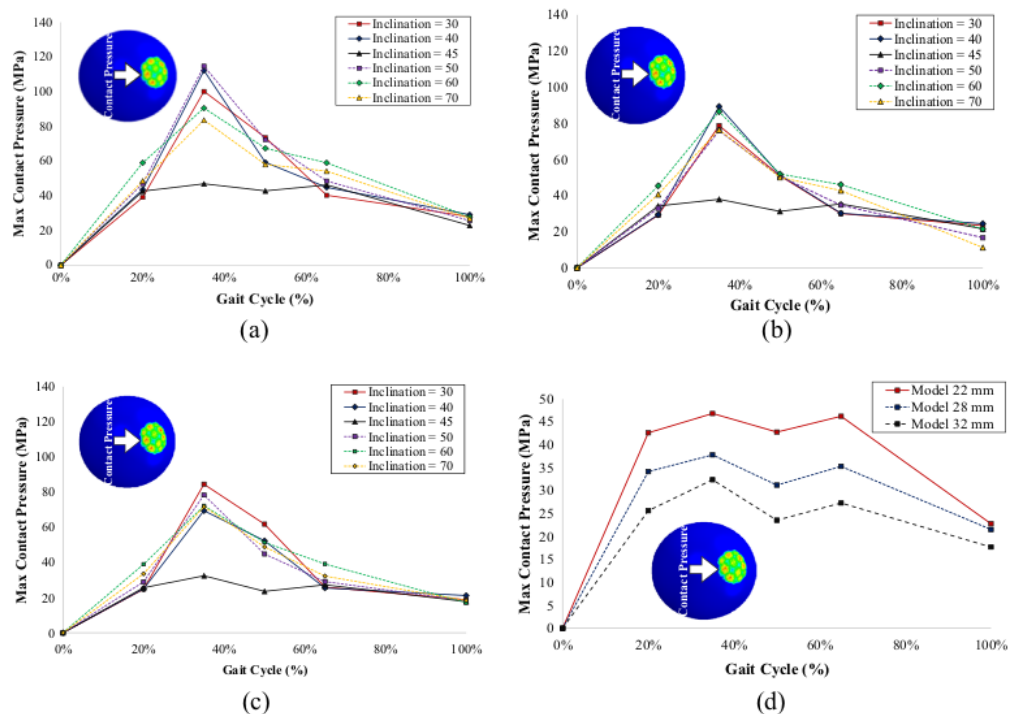 140
120
100
80
60
40
20
0
0%
20%
40%
60%
80%
100%
Max Contact Pressure (MPa)
Gait Cycle (%)
Contact Pressure
Inclination = 30
Inclination = 40
Inclination = 45
Inclination = 50
Inclination = 60
Inclination = 70
(a)
140
120
100
80
60
40
20
0
0%
20%
40%
60%
80%
100%
Max Contact Pressure (MPa)
Gait Cycle (%)
Contact Pressure
Inclination = 30
Inclination = 40
Inclination = 45
Inclination = 50
Inclination = 60
Inclination = 70
(b)
140
120
100
80
60
40
20
0
0%
20%
40%
60%
80%
100%
Max Contact Pressure (MPa)
Gait Cycle (%)
Contact Pressure
Inclination = 30
Inclination = 40
Inclination = 45
Inclination = 50
Inclination = 60
Inclination = 70
(c)
50
45
40
35
30
25
20
15
10
5
0
0%
20%
40%
60%
80%
100%
Max Contact Pressure (MPa)
Gait Cycle (%)
Contact Pressure
Model 22 mm
Model 28 mm
Model 32 mm
(d)